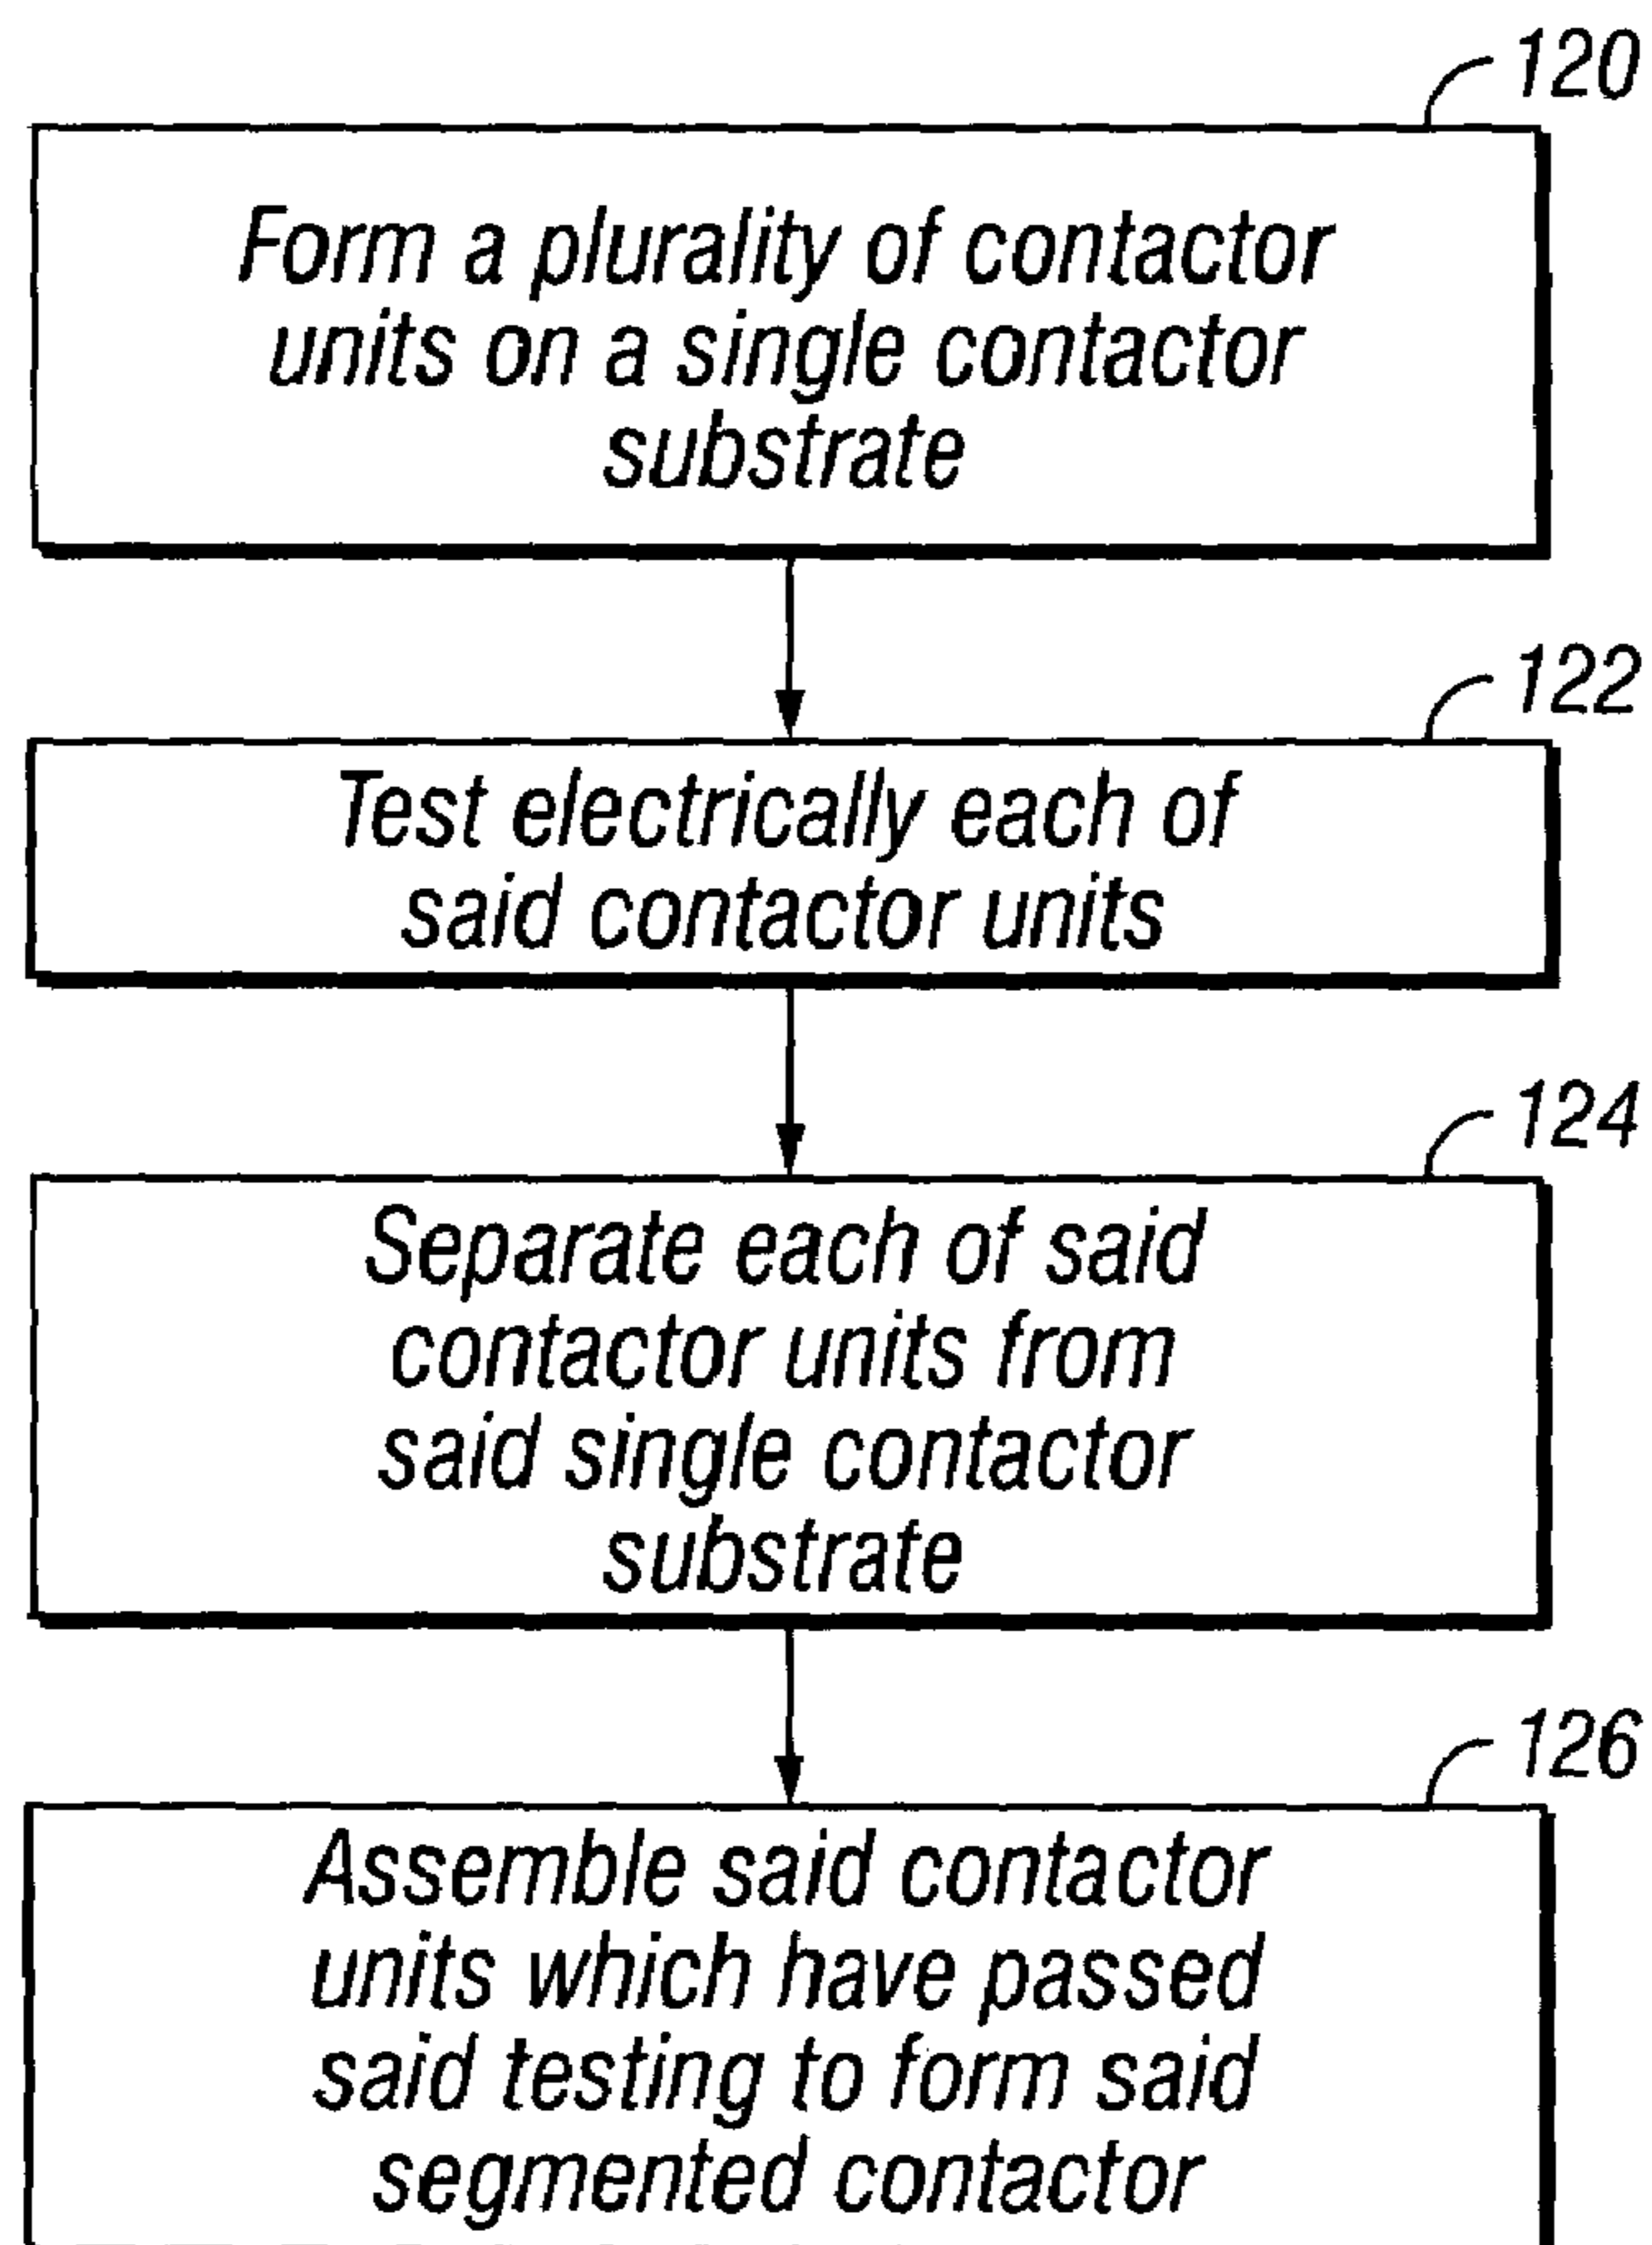 120
Form a plurality of contactor
units on a single contactor
substrate
122
Test electrically each of
said contactor units
124
Separate each of said
contactor units from
said single contactor
substrate
126
Assemble said contactor
units which have passed
said testing to form said
segmented contactor